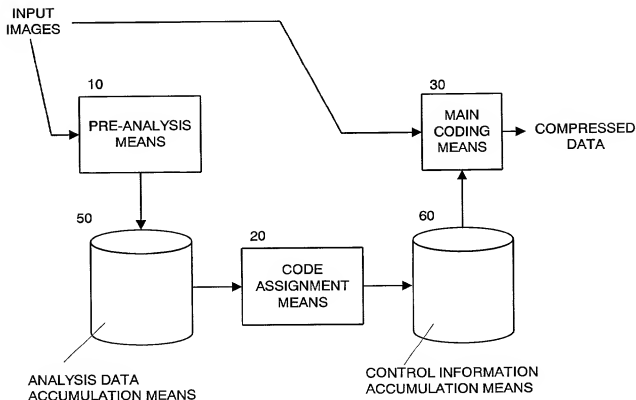 INPUT
IMAGES
10
PRE-ANALYSIS
MEANS
30
MAIN
CODING
MEANS
COMPRESSED
DATA
50
20
CODE
ASSIGNMENT
MEANS
60
ANALYSIS DATA
ACCUMULATION MEANS
CONTROL INFORMATION
ACCUMULATION MEANS